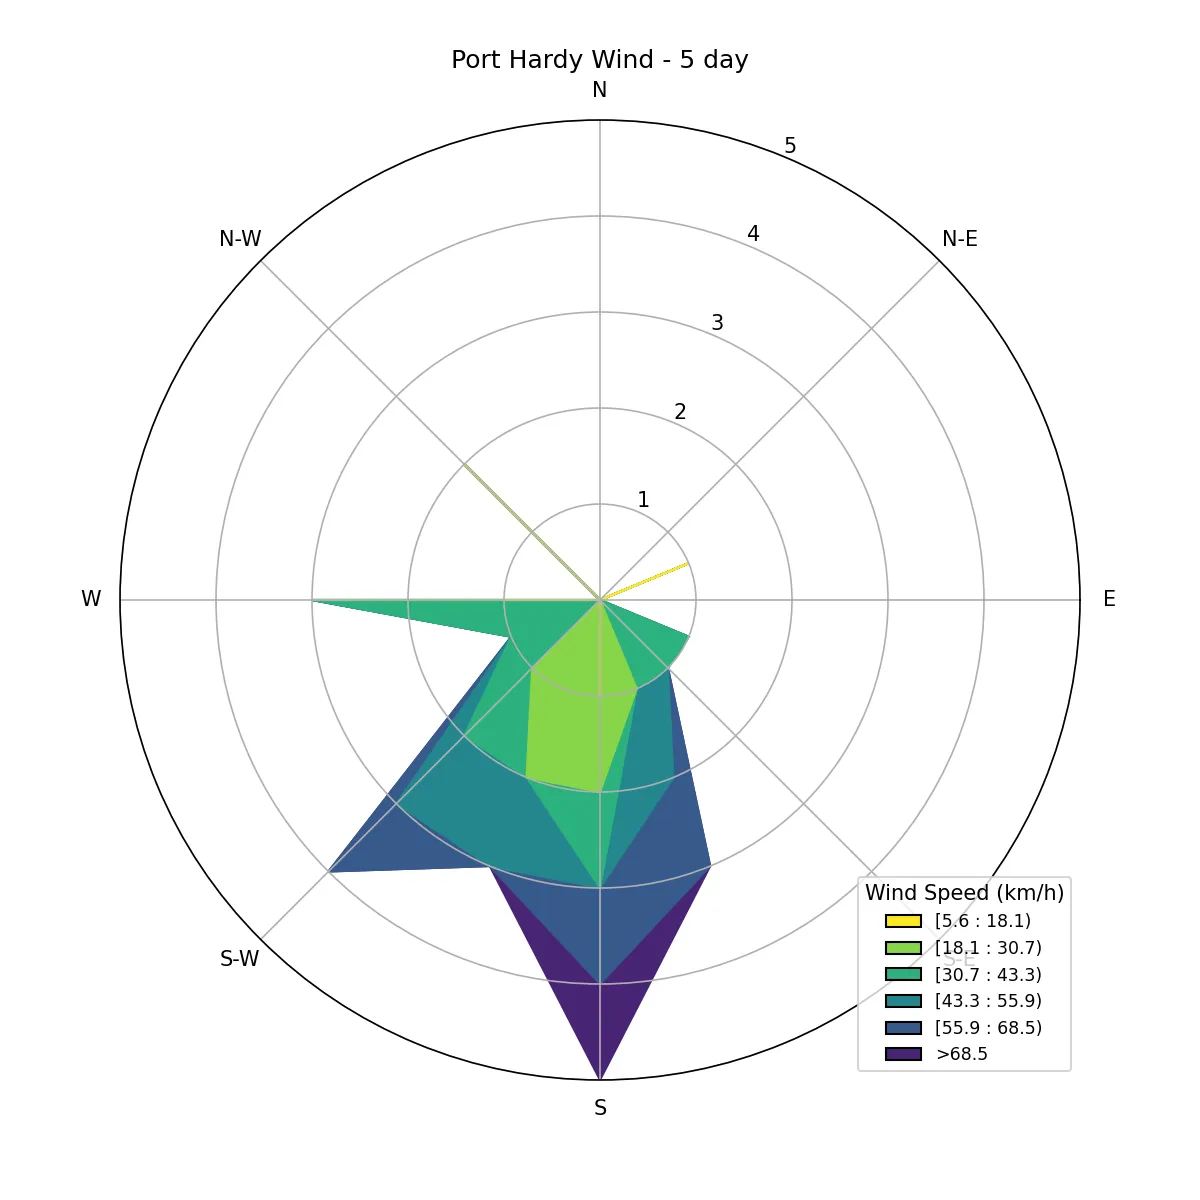 Port Hardy Wind - 5 day
N
5
N-W
4
N-E
3
2
1
W
E
Wind Speed (km/h)
[5.6 : 18.1)
[18.1 : 30.7)
S-W
S-E
[30.7 : 43.3)
[43.3 : 55.9)
[55.9 : 68.5)
>68.5
S